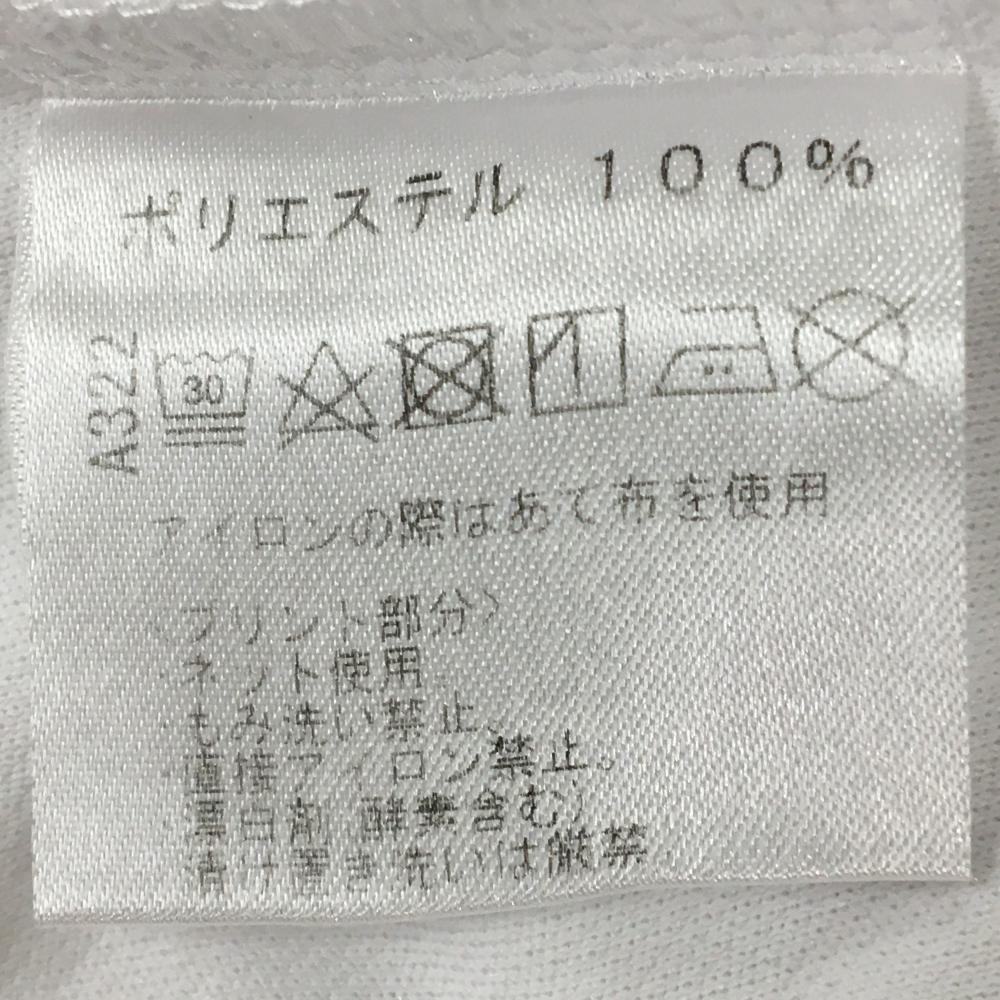 ポリエステル 100%
A322
30
アイロンの際はあて布を使用
〈プリント部分〉
・ネット使用
・もみ洗い禁止。
・直接アイロン禁止。
・漂白剤(酵素含む)
・漬け置き洗いは厳禁